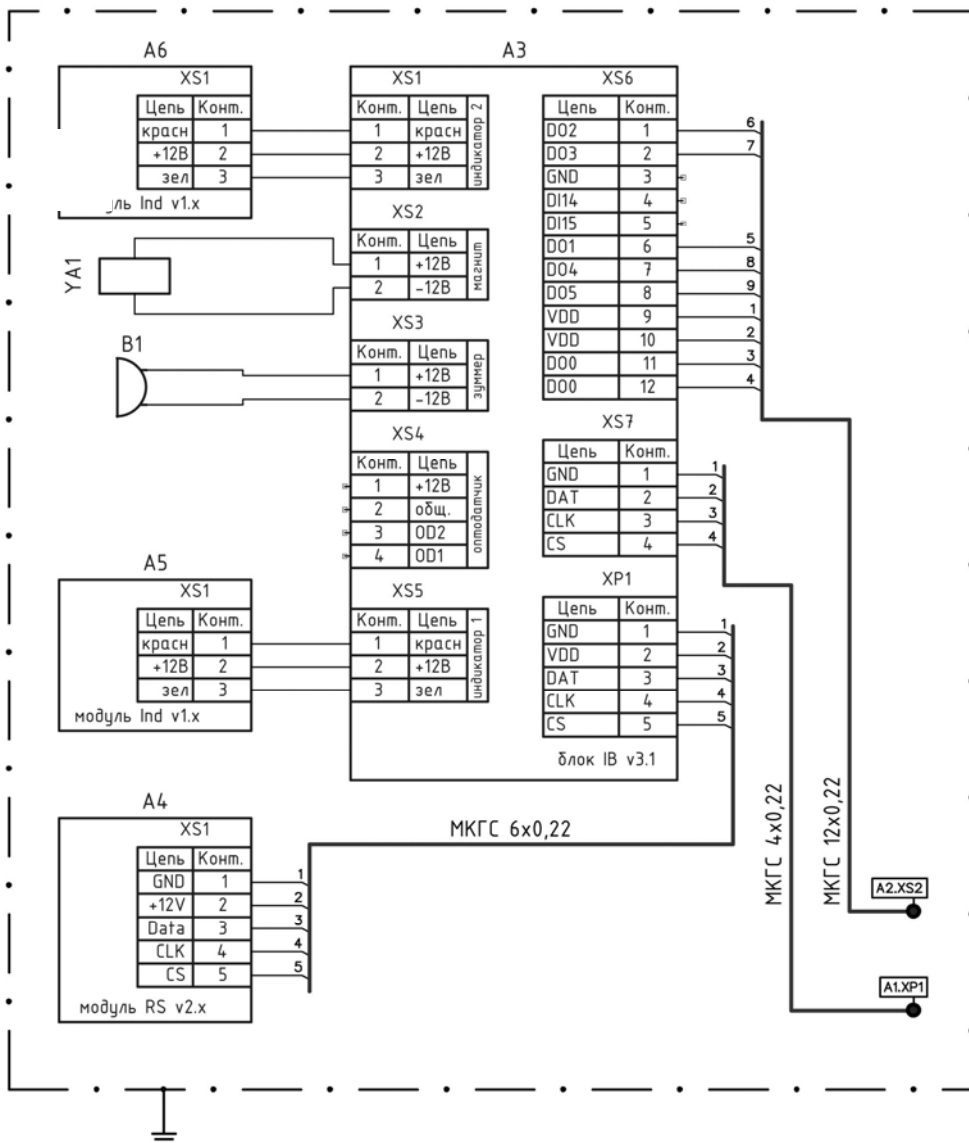 A6
XS1
Цепь Конт.
красн 1
+12В 2
зел 3
ль Ind v1.x
YA1
B1
A5
XS1
Цепь Конт.
красн 1
+12В 2
зел 3
модуль Ind v1.x
A4
XS1
Цепь Конт.
GND 1
+12V 2
Data 3
CLK 4
CS 5
модуль RS v2.x
1
2
3
4
5
A3
XS1
Конт. Цепь
1 красн
2 +12В
3 зел
индикатор 2
XS2
Конт. Цепь
1 +12В
2 -12В
магнит
XS3
Конт. Цепь
1 +12В
2 -12В
зуммер
XS4
Конт. Цепь
1 +12В
2 общ.
3 OD2
4 OD1
оптодатчик
XS5
Конт. Цепь
1 красн
2 +12В
3 зел
индикатор 1
XS6
Цепь Конт.
DO2 1 6
DO3 2 7
GND 3
DI14 4
DI15 5
DO1 6 5
DO4 7 8
DO5 8 9
VDD 9 1
VDD 10 2
DO0 11 3
DO0 12 4
XS7
Цепь Конт.
GND 1 1
DAT 2 2
CLK 3 3
CS 4 4
XP1
Цепь Конт.
GND 1 1
VDD 2 2
DAT 3 3
CLK 4 4
CS 5 5
блок IB v3.1
МКГС 6х0,22
МКГС 4х0,22
МКГС 12х0,22
A2.XS2
A1.XP1